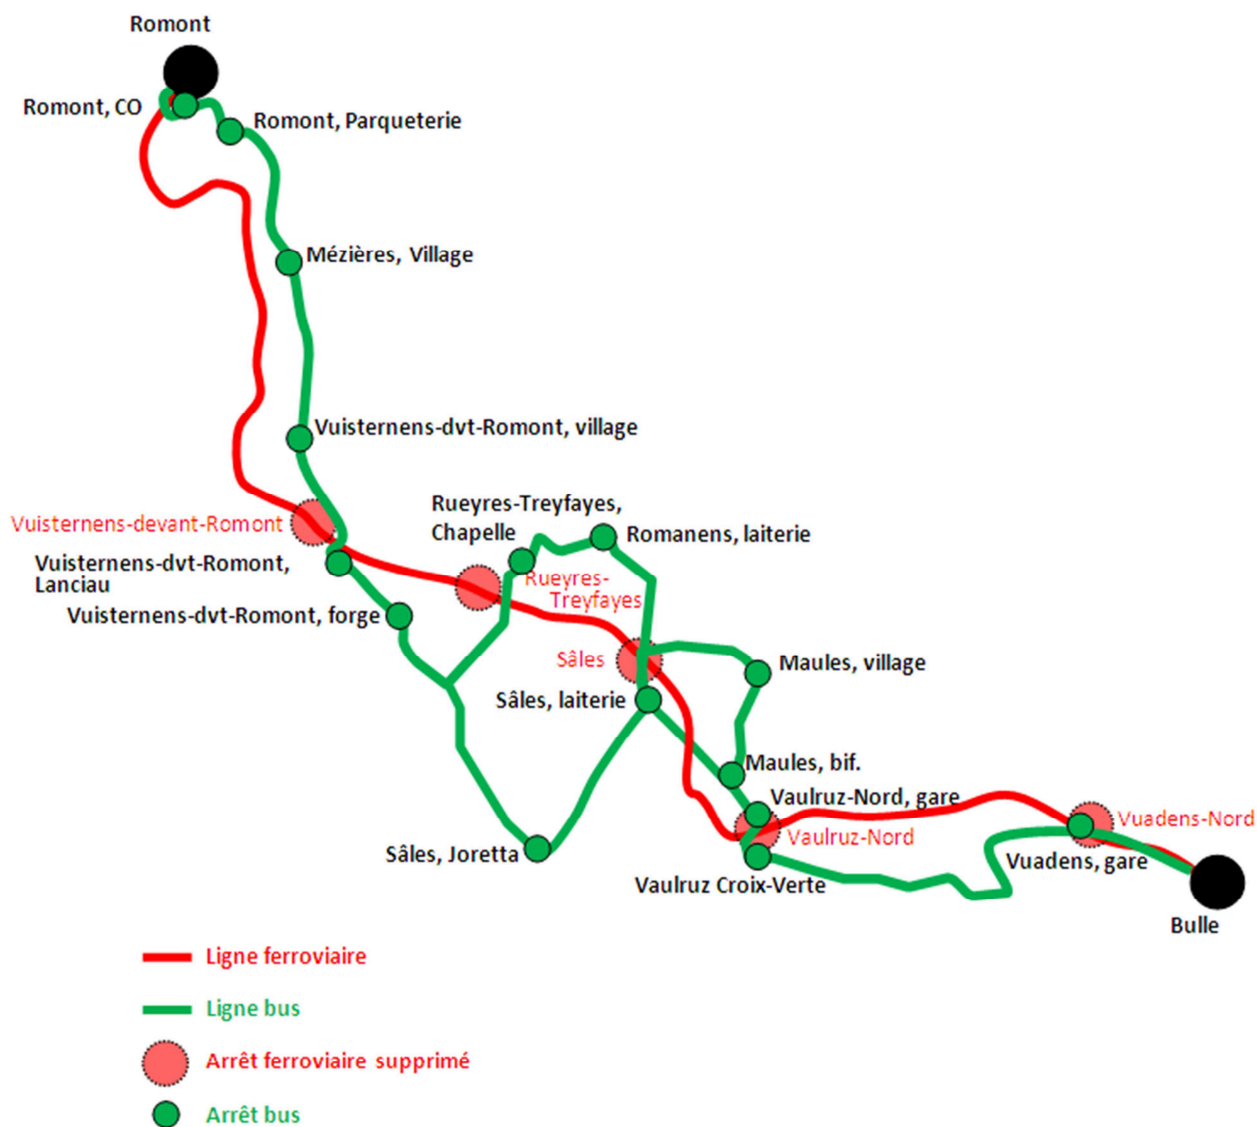 Romont
Romont, CO
Romont, Parqueterie
Mézières, Village
Vuisternens-dvt-Romont, village
Vuisternens-devant-Romont
Rueyres-Treyfayes,
Chapelle
Romanens, laiterie
Vuisternens-dvt-Romont,
Lanciau
Rueyres-
Treyfayes
Vuisternens-dvt-Romont, forge
Sâles
Maules, village
Sâles, laiterie
Maules, bif.
Vaulruz-Nord, gare
Vuadens-Nord
Vaulruz-Nord
Sâles, Joretta
Vuadens, gare
Vaulruz Croix-Verte
Bulle
Ligne ferroviaire
Ligne bus
Arrêt ferroviaire supprimé
Arrêt bus